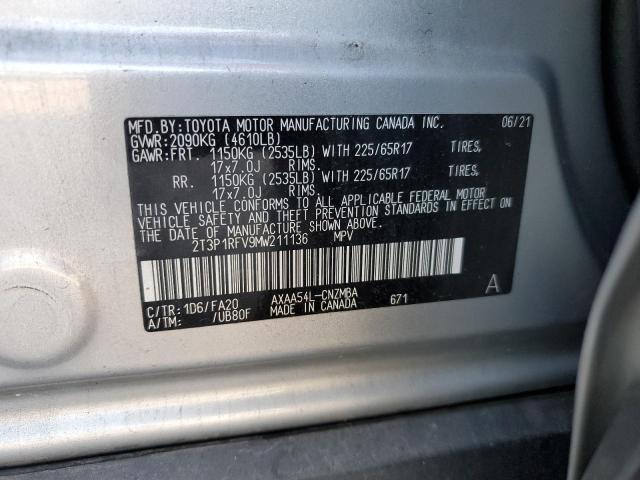 MFD.BY:TOYOTA MOTOR MANUFACTURING CANADA INC. 06/21
GVWR:2090KG (4610LB)
GAWR:FRT. 1150KG (2535LB) WITH 225/65R17 TIRES,
17x7.0J RIMS.
RR. 1150KG (2535LB) WITH 225/65R17 TIRES,
17x7.0J RIMS.
THIS VEHICLE CONFORMS TO ALL APPLICABLE FEDERAL MOTOR
VEHICLE SAFETY AND THEFT PREVENTION STANDARDS IN EFFECT ON
THE DATE OF MANUFACTURE SHOWN ABOVE.
2T3P1RFV9MW211136 MPV
C/TR:1D6/FA20 AXAA54L-CNZMBA 671 A
A/TM: /UB80F